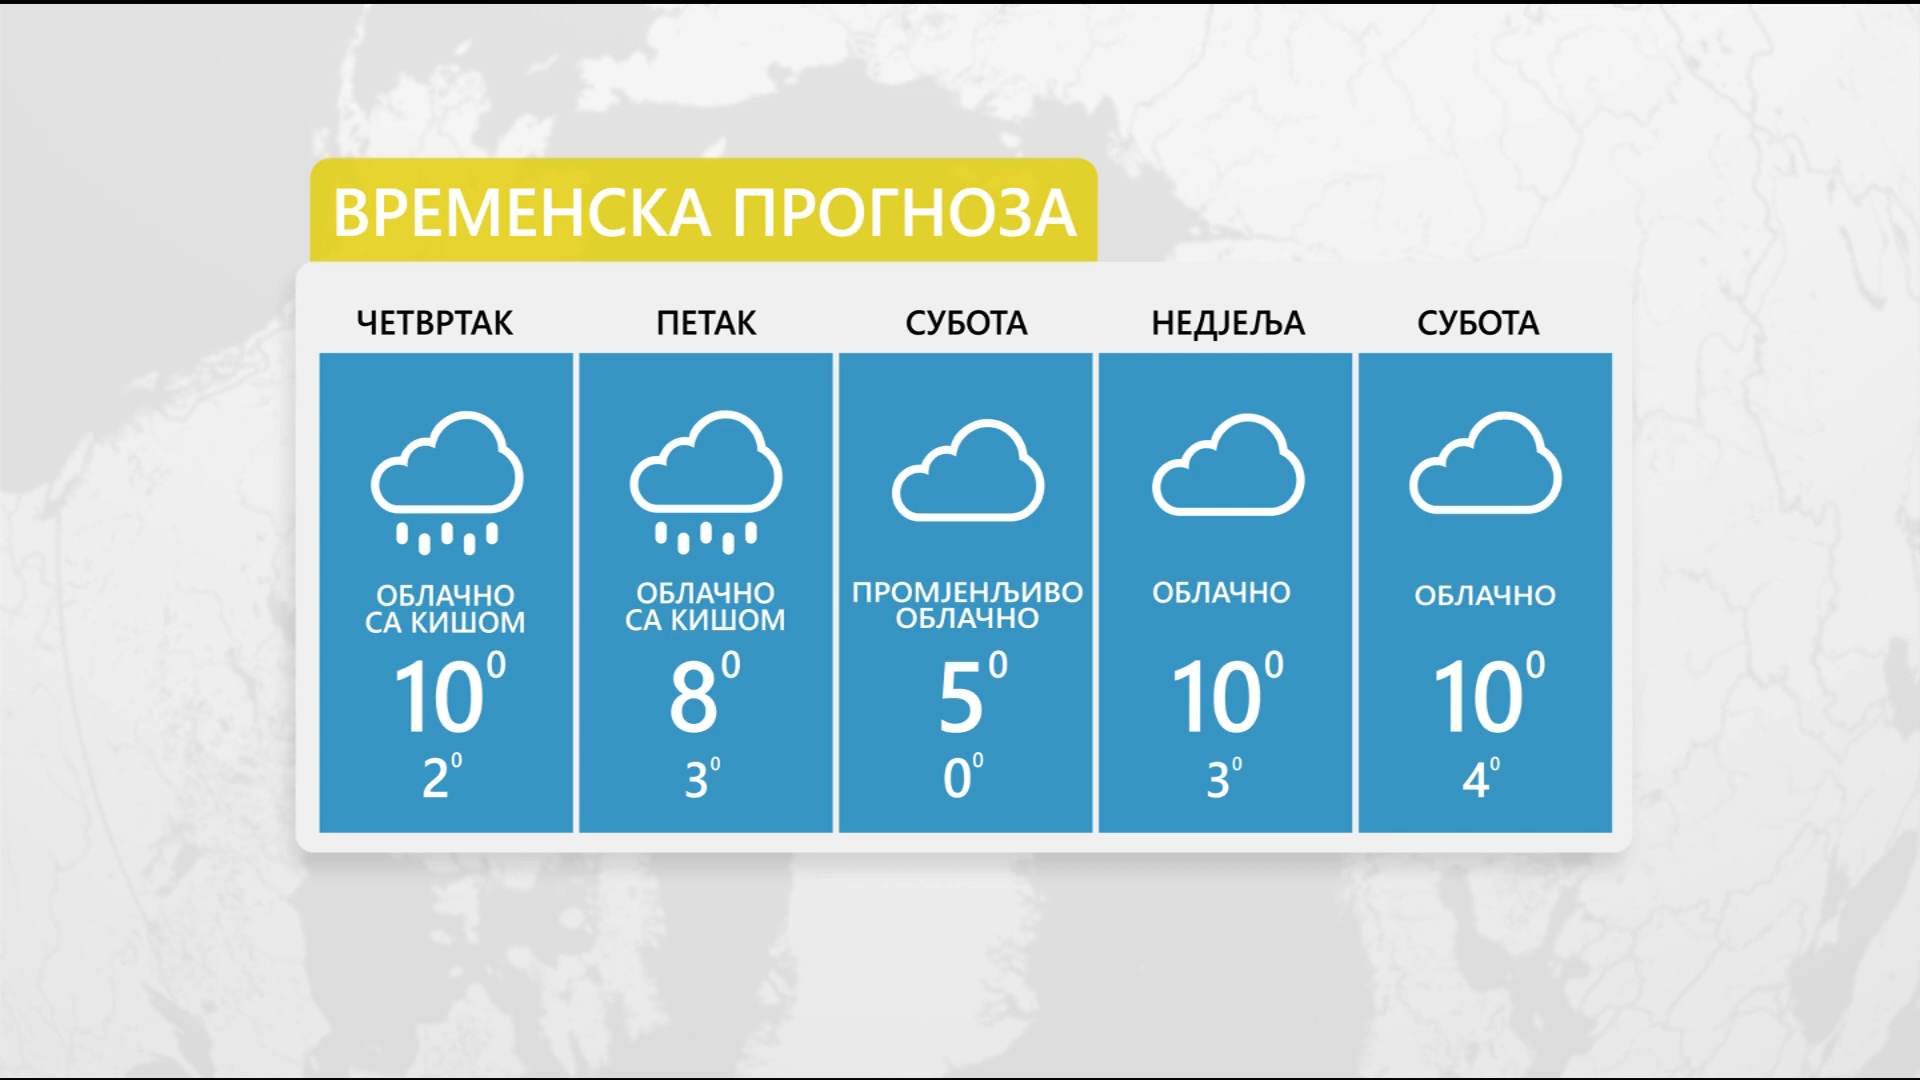 ВРЕМЕНСКА ПРОГНОЗА
ЧЕТВРТАК
ОБЛАЧНО
СА КИШОМ
10⁰
2⁰
ПЕТАК
ОБЛАЧНО
СА КИШОМ
8⁰
3⁰
СУБОТА
ПРОМЈЕНЉИВО
ОБЛАЧНО
5⁰
0⁰
НЕДЈЕЉА
ОБЛАЧНО
10⁰
3⁰
СУБОТА
ОБЛАЧНО
10⁰
4⁰